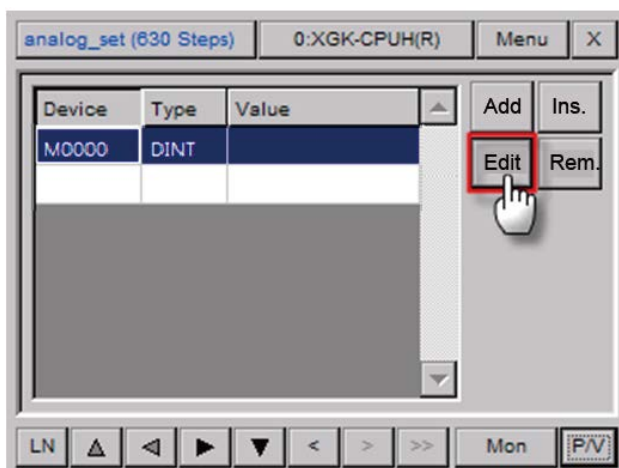 analog_set (630 Steps) 0:XGK-CPUH(R) Menu X
Device Type Value Add Ins.
M0000 DINT Edit Rem.
LN < > >> Mon P/V